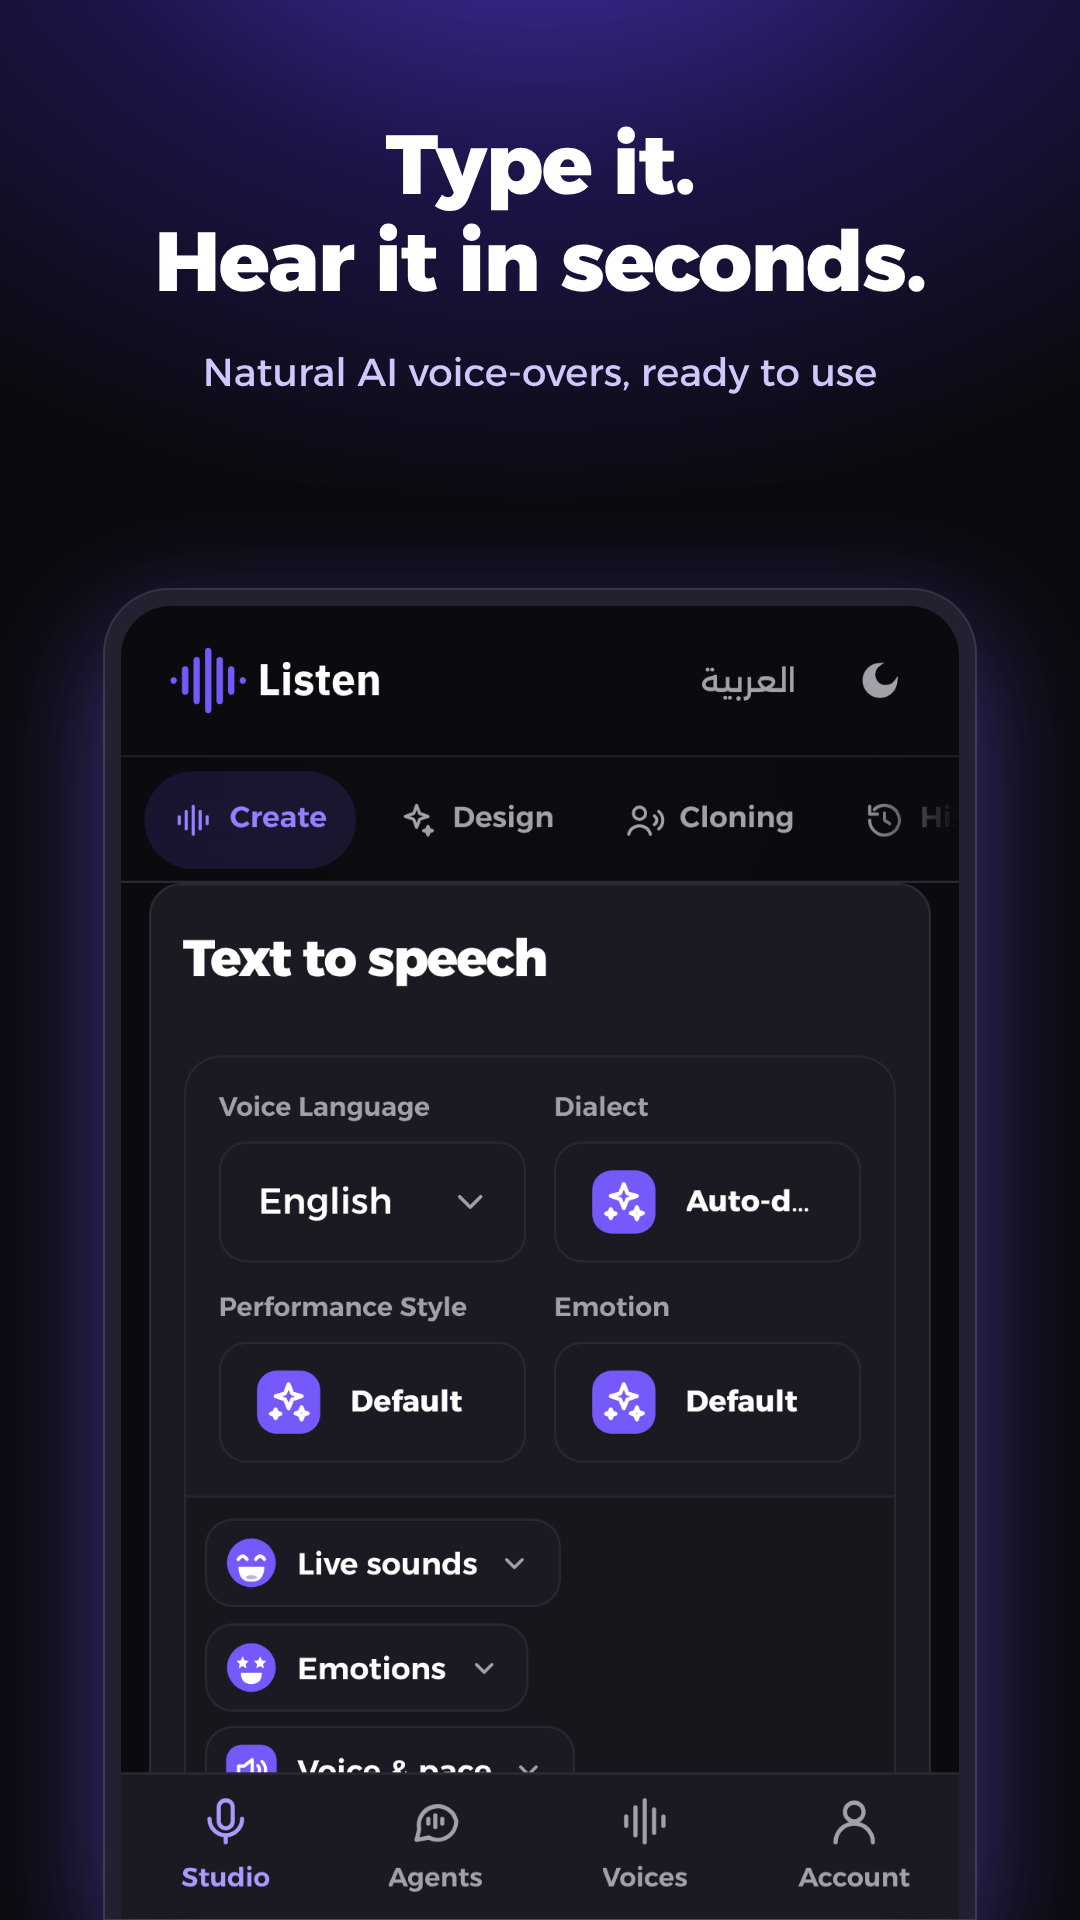 Type it.
Hear it in seconds.
Natural AI voice-overs, ready to use
Listen
العربية
Create
Design
Cloning
Text to speech
Voice Language
Dialect
English
Auto-d...
Performance Style
Emotion
Default
Default
Live sounds
Emotions
Voice & pace
Studio
Agents
Voices
Account